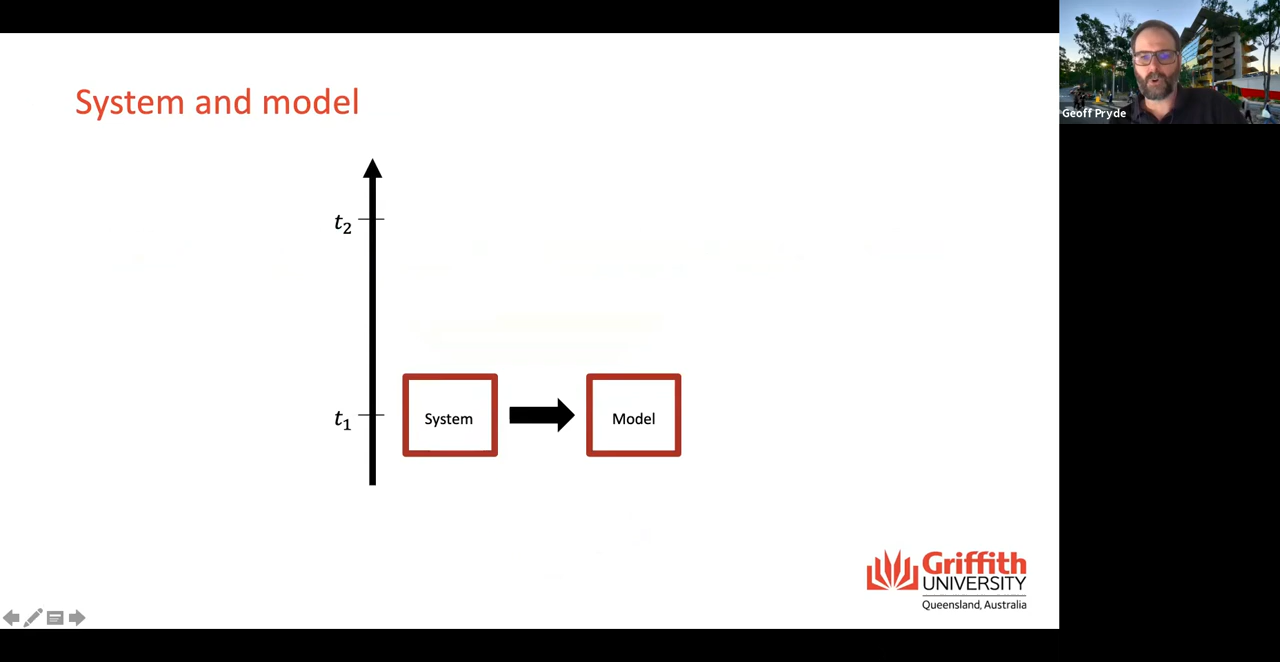 System and model
Geoff Pryde
t₂
t₁
System
Model
Griffith
UNIVERSITY
Queensland, Australia